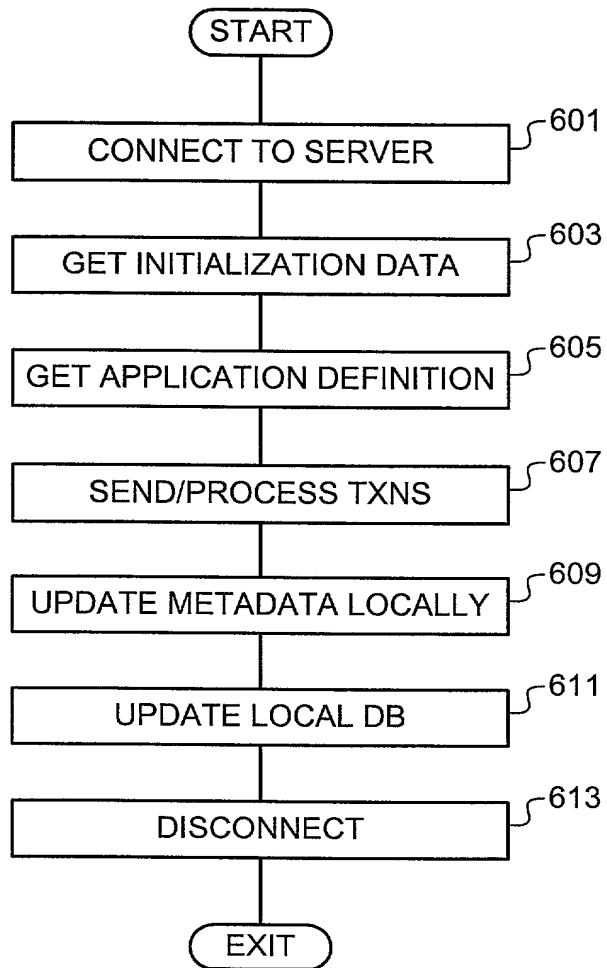 START
CONNECT TO SERVER
601
GET INITIALIZATION DATA
603
GET APPLICATION DEFINITION
605
SEND/PROCESS TXNS
607
UPDATE METADATA LOCALLY
609
UPDATE LOCAL DB
611
DISCONNECT
613
EXIT